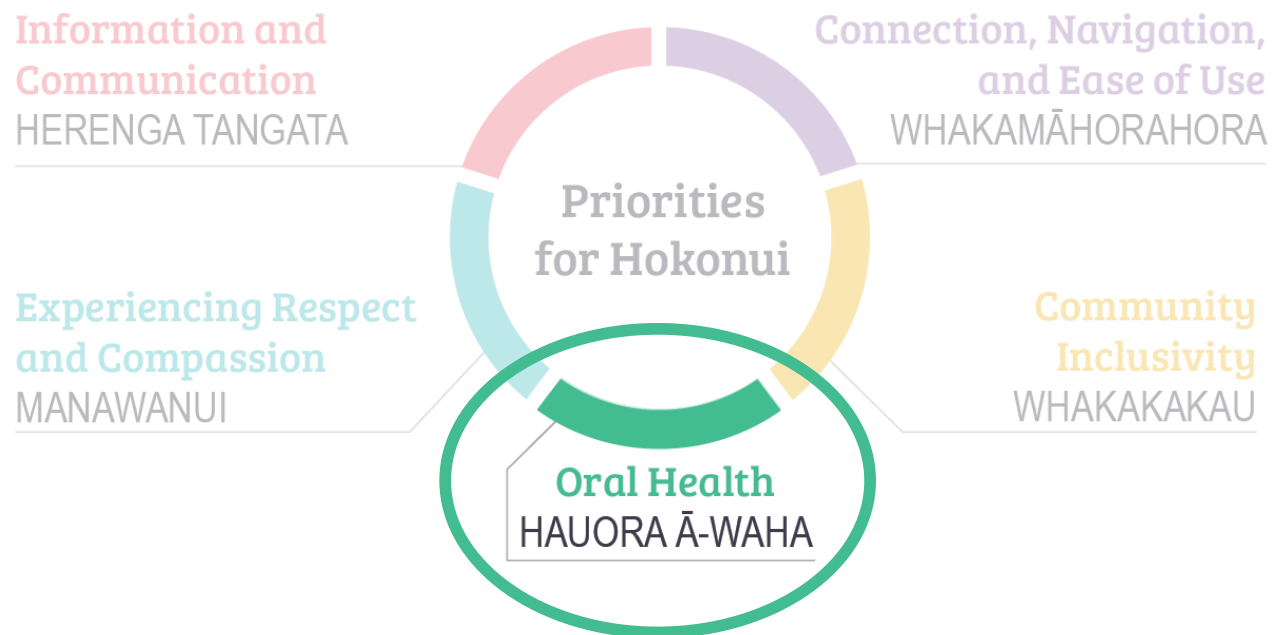 Information and
Communication
HERENGA TANGATA
Connection, Navigation,
and Ease of Use
WHAKAMĀHORAHORA
Priorities
for Hokonui
Experiencing Respect
and Compassion
MANAWANUI
Community
Inclusivity
WHAKAKAKAU
Oral Health
HAUORA Ā-WAHA